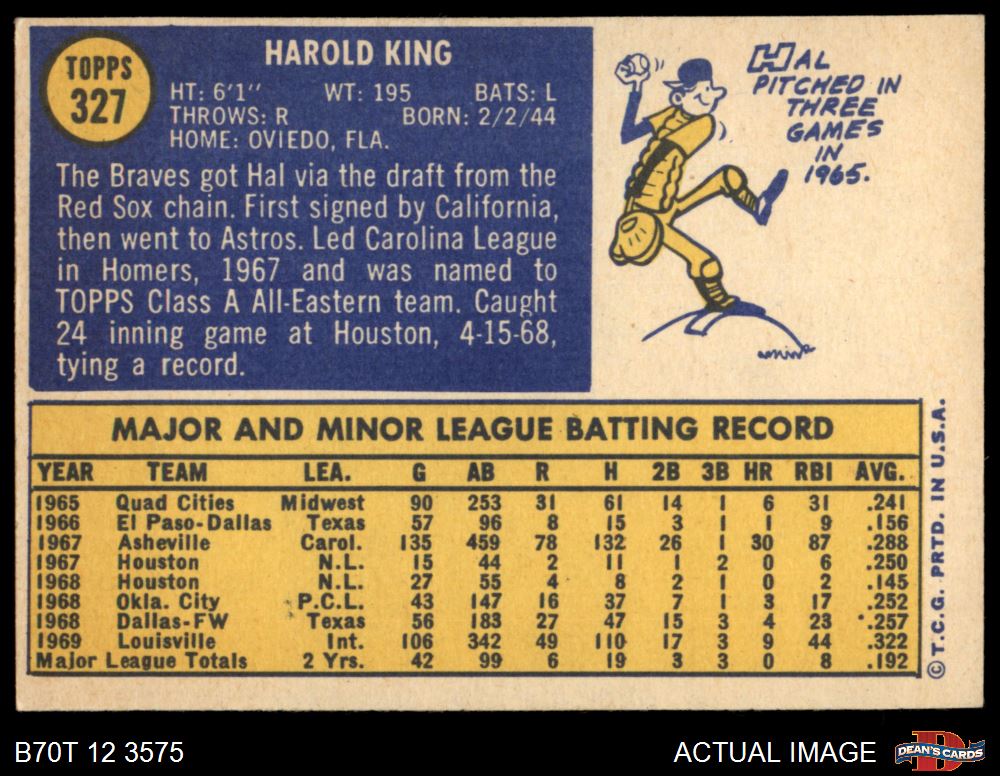 TOPPS
327
HAROLD KING
HT: 6'1" WT: 195 BATS: L
THROWS: R BORN: 2/2/44
HOME: OVIEDO, FLA.
The Braves got Hal via the draft from the
Red Sox chain. First signed by California,
then went to Astros. Led Carolina League
in Homers, 1967 and was named to
TOPPS Class A All-Eastern team. Caught
24 inning game at Houston, 4-15-68,
tying a record.
HAL
PITCHED IN
THREE
GAMES
IN
1965.
MAJOR AND MINOR LEAGUE BATTING RECORD
YEAR TEAM LEA. G AB R H 2B 3B HR RBI AVG.
1965 Quad Cities Midwest 90 253 31 61 14 1 6 31 .241
1966 El Paso-Dallas Texas 57 96 8 15 3 1 1 9 .156
1967 Asheville Carol. 135 459 78 132 26 1 30 87 .288
1967 Houston N.L. 15 44 2 11 1 2 0 6 .250
1968 Houston N.L. 27 55 4 8 2 1 0 2 .145
1968 Okla. City P.C.L. 43 147 16 37 7 1 3 17 .252
1968 Dallas-FW Texas 56 183 27 47 15 3 4 23 .257
1969 Louisville Int. 106 342 49 110 17 3 9 44 .322
Major League Totals 2 Yrs. 42 99 6 19 3 3 0 8 .192
©T.C.G. PRTD. IN U.S.A.
B70T 12 3575
ACTUAL IMAGE
D
DEAN'S CARDS